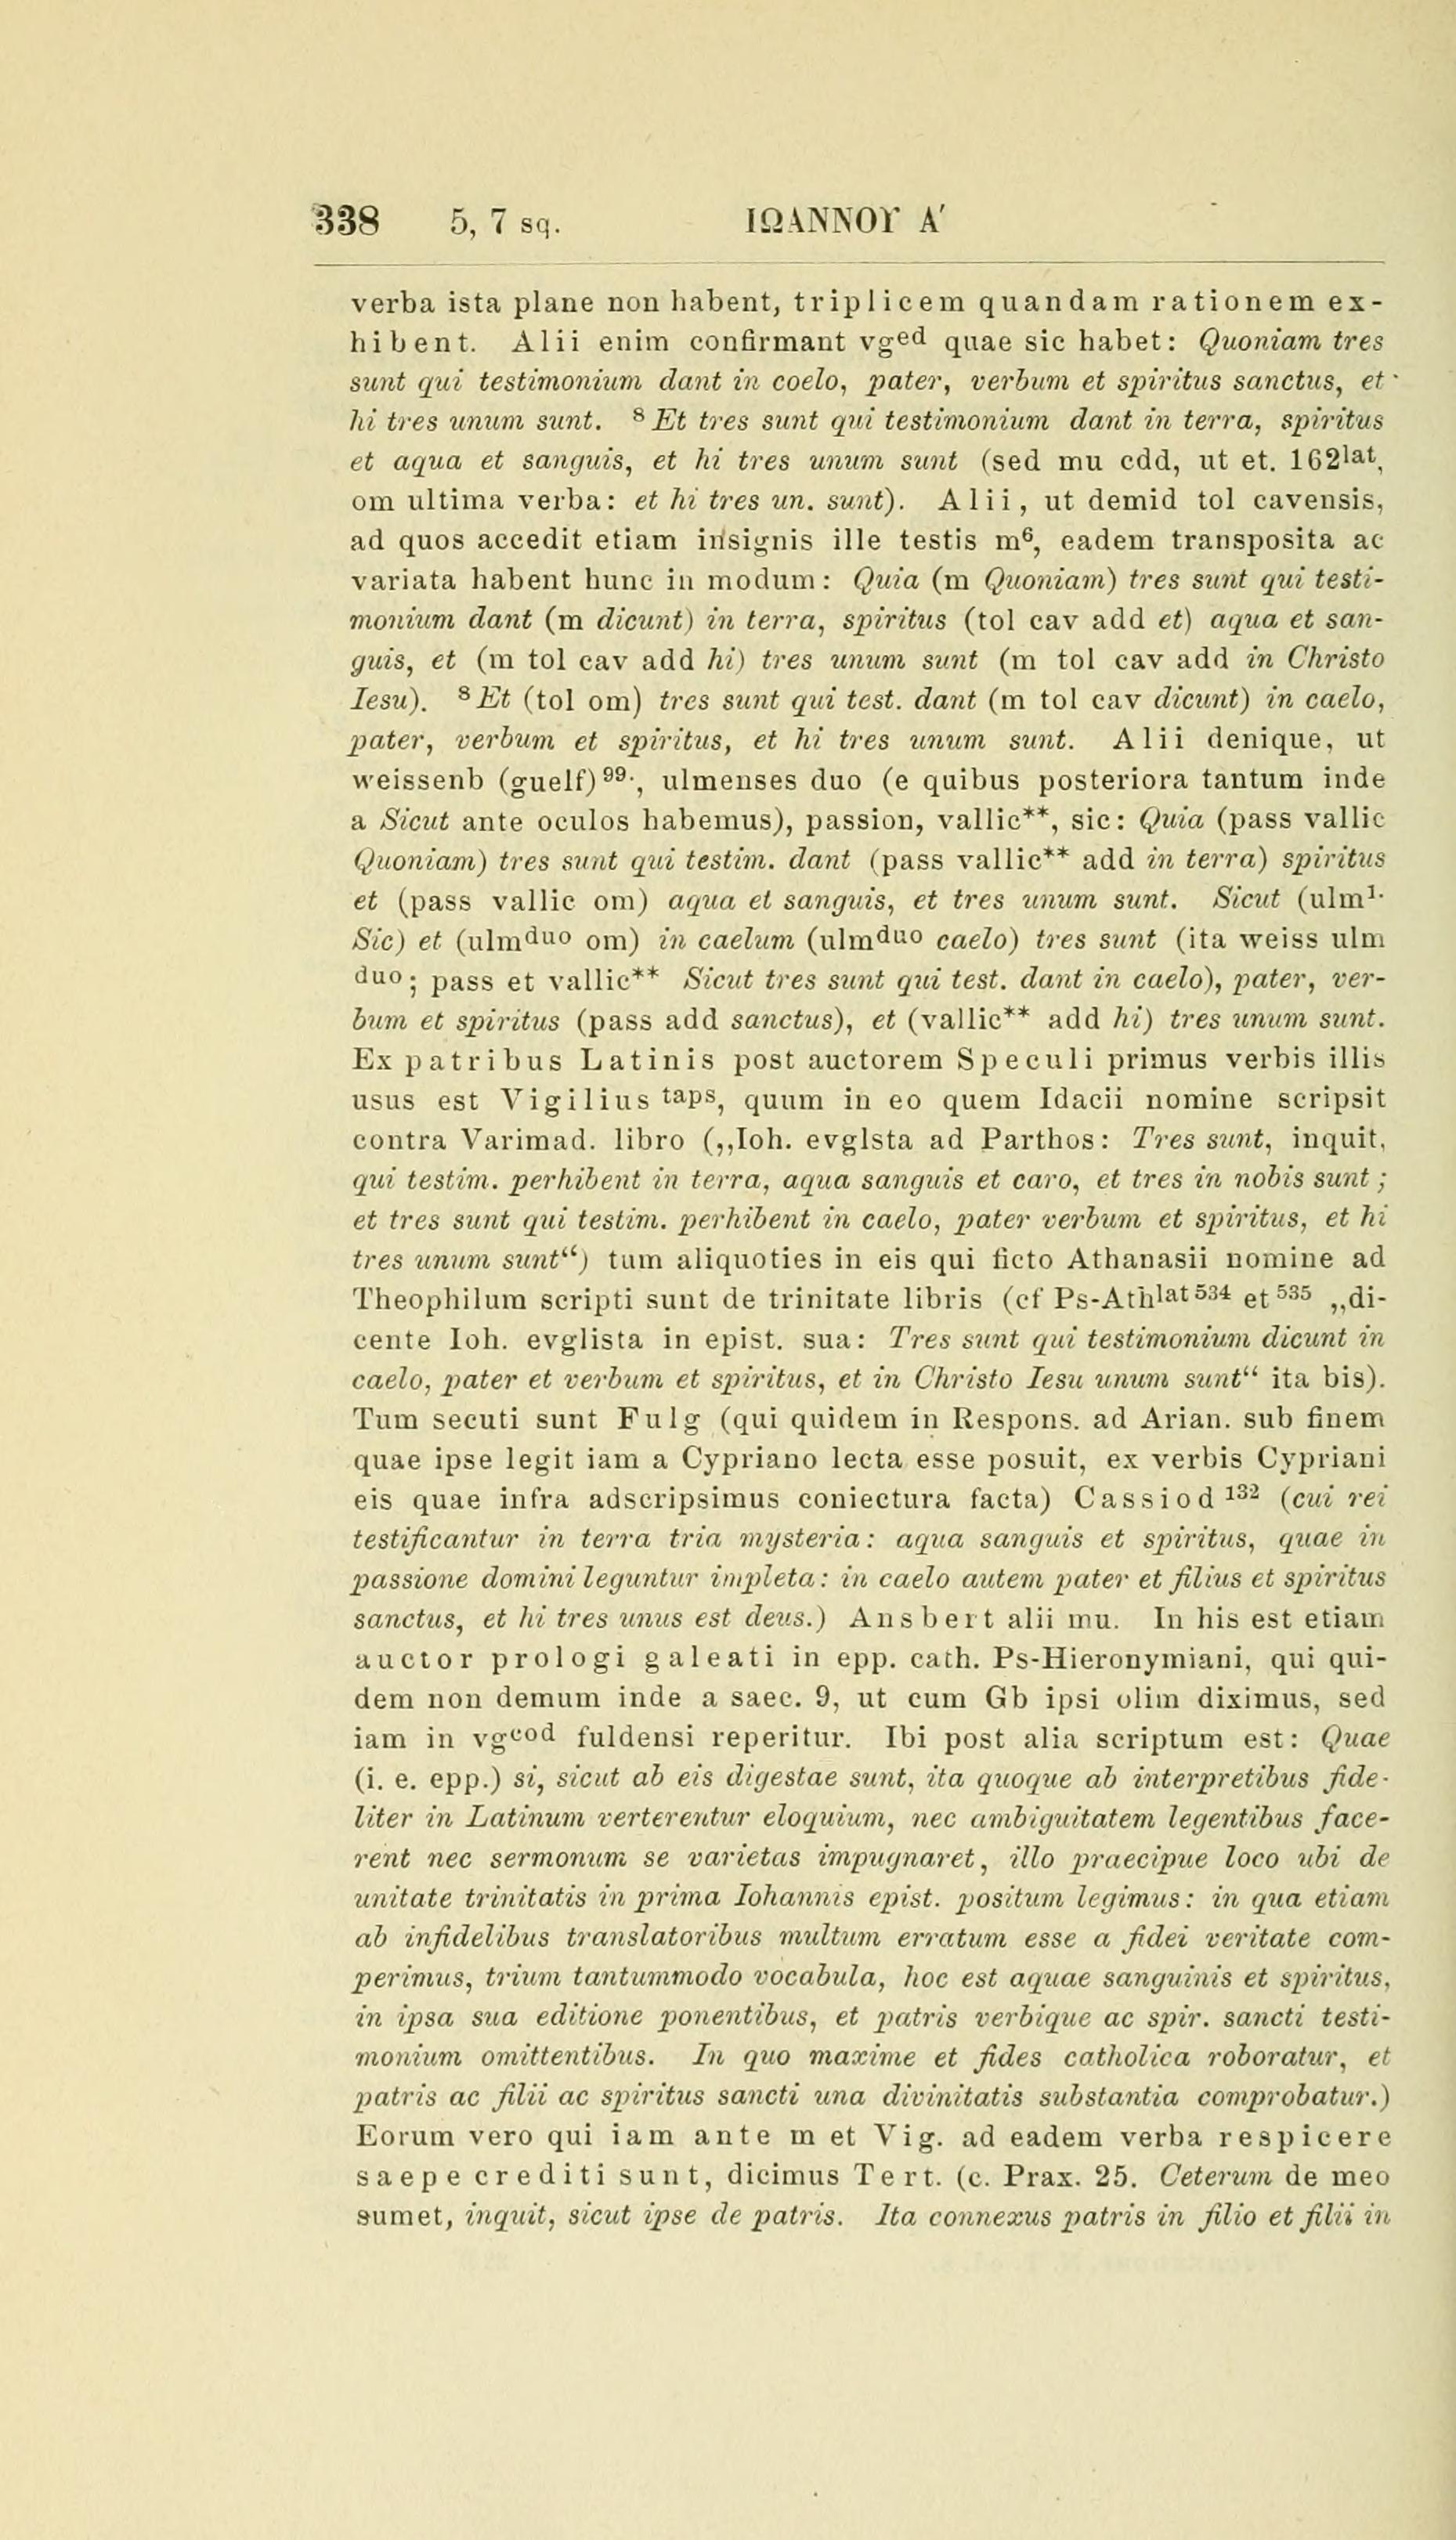 338 5, 7 sq. ΙΩΑΝΝΟΥ Α′
verba ista plane non habent, triplicem quandam rationem ex-
hibent. Alii enim confirmant vged quae sic habet: Quoniam tres
sunt qui testimonium dant in coelo, pater, verbum et spiritus sanctus, et
hi tres unum sunt. 8 Et tres sunt qui testimonium dant in terra, spiritus
et aqua et sanguis, et hi tres unum sunt (sed mu cdd, ut et. 162lat,
om ultima verba: et hi tres un. sunt). Alii, ut demid tol cavensis,
ad quos accedit etiam insignis ille testis m6, eadem transposita ac
variata habent hunc in modum: Quia (m Quoniam) tres sunt qui testi-
monium dant (m dicunt) in terra, spiritus (tol cav add et) aqua et san-
guis, et (m tol cav add hi) tres unum sunt (m tol cav add in Christo
Iesu). 8 Et (tol om) tres sunt qui test. dant (m tol cav dicunt) in caelo,
pater, verbum et spiritus, et hi tres unum sunt. Alii denique, ut
weissenb (guelf)99., ulmenses duo (e quibus posteriora tantum inde
a Sicut ante oculos habemus), passion, vallic**, sic: Quia (pass vallic
Quoniam) tres sunt qui testim. dant (pass vallic** add in terra) spiritus
et (pass vallic om) aqua et sanguis, et tres unum sunt. Sicut (ulm1.
Sic) et (ulmduo om) in caelum (ulmduo caelo) tres sunt (ita weiss ulm
duo; pass et vallic** Sicut tres sunt qui test. dant in caelo), pater, ver-
bum et spiritus (pass add sanctus), et (vallic** add hi) tres unum sunt.
Ex patribus Latinis post auctorem Speculi primus verbis illis
usus est Vigilius taps, quum in eo quem Idacii nomine scripsit
contra Varimad. libro („Ioh. evglsta ad Parthos: Tres sunt, inquit,
qui testim. perhibent in terra, aqua sanguis et caro, et tres in nobis sunt;
et tres sunt qui testim. perhibent in caelo, pater verbum et spiritus, et hi
tres unum sunt“) tum aliquoties in eis qui ficto Athanasii nomine ad
Theophilum scripti sunt de trinitate libris (cf Ps-Athlat 534 et 535 „di-
cente Ioh. evglista in epist. sua: Tres sunt qui testimonium dicunt in
caelo, pater et verbum et spiritus, et in Christo Iesu unum sunt“ ita bis).
Tum secuti sunt Fulg (qui quidem in Respons. ad Arian. sub finem
quae ipse legit iam a Cypriano lecta esse posuit, ex verbis Cypriani
eis quae infra adscripsimus coniectura facta) Cassiod 132 (cui rei
testificantur in terra tria mysteria: aqua sanguis et spiritus, quae in
passione domini leguntur impleta: in caelo autem pater et filius et spiritus
sanctus, et hi tres unus est deus.) Ansbert alii mu. In his est etiam
auctor prologi galeati in epp. cath. Ps-Hieronymiani, qui qui-
dem non demum inde a saec. 9, ut cum Gb ipsi olim diximus, sed
iam in vgcod fuldensi reperitur. Ibi post alia scriptum est: Quae
(i. e. epp.) si, sicut ab eis digestae sunt, ita quoque ab interpretibus fide-
liter in Latinum verterentur eloquium, nec ambiguitatem legentibus face-
rent nec sermonum se varietas impugnaret, illo praecipue loco ubi de
unitate trinitatis in prima Iohannis epist. positum legimus: in qua etiam
ab infidelibus translatoribus multum erratum esse a fidei veritate com-
perimus, trium tantummodo vocabula, hoc est aquae sanguinis et spiritus,
in ipsa sua editione ponentibus, et patris verbique ac spir. sancti testi-
monium omittentibus. In quo maxime et fides catholica roboratur, et
patris ac filii ac spiritus sancti una divinitatis substantia comprobatur.)
Eorum vero qui iam ante m et Vig. ad eadem verba respicere
saepe crediti sunt, dicimus Tert. (c. Prax. 25. Ceterum de meo
sumet, inquit, sicut ipse de patris. Ita connexus patris in filio et filii in